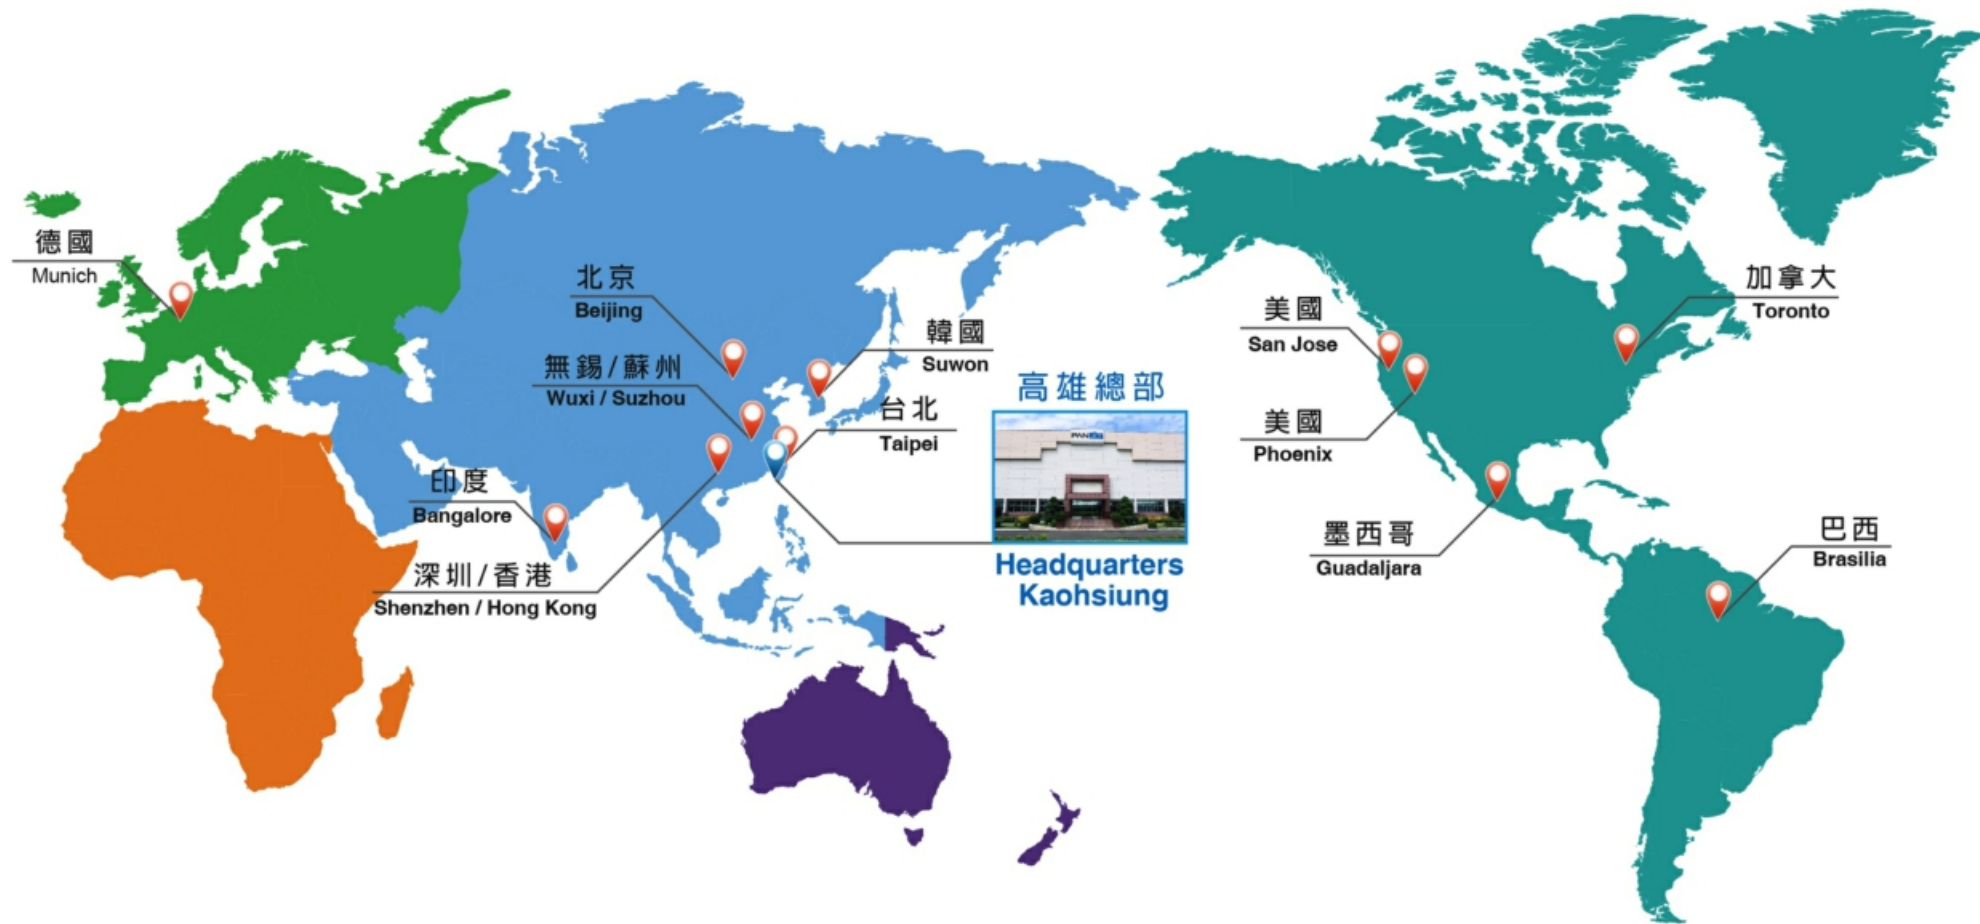 德國
Munich
北京
Beijing
無錫/蘇州
Wuxi / Suzhou
韓國
Suwon
台北
Taipei
印度
Bangalore
深圳/香港
Shenzhen / Hong Kong
高雄總部
PANJIT
Headquarters
Kaohsiung
美國
San Jose
美國
Phoenix
加拿大
Toronto
墨西哥
Guadaljara
巴西
Brasilia